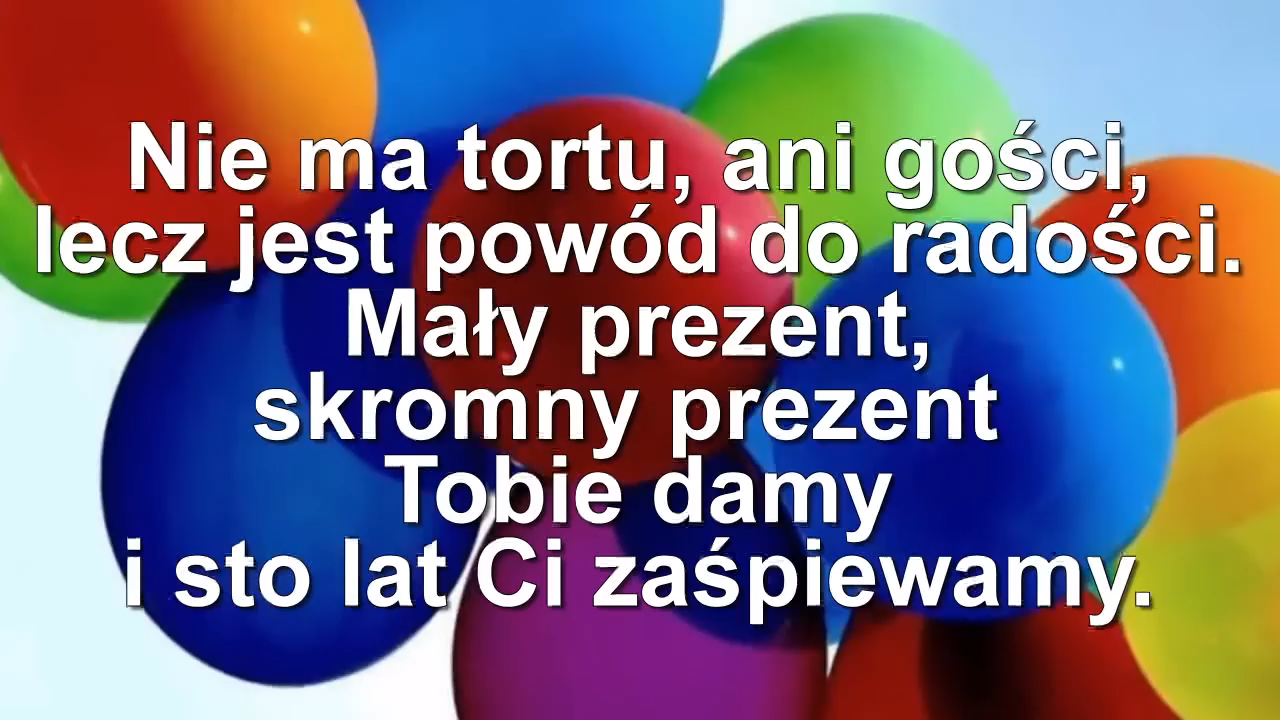 Nie ma tortu, ani gości,
lecz jest powód do radości.
Mały prezent,
skromny prezent
Tobie damy
i sto lat Ci zaśpiewamy.